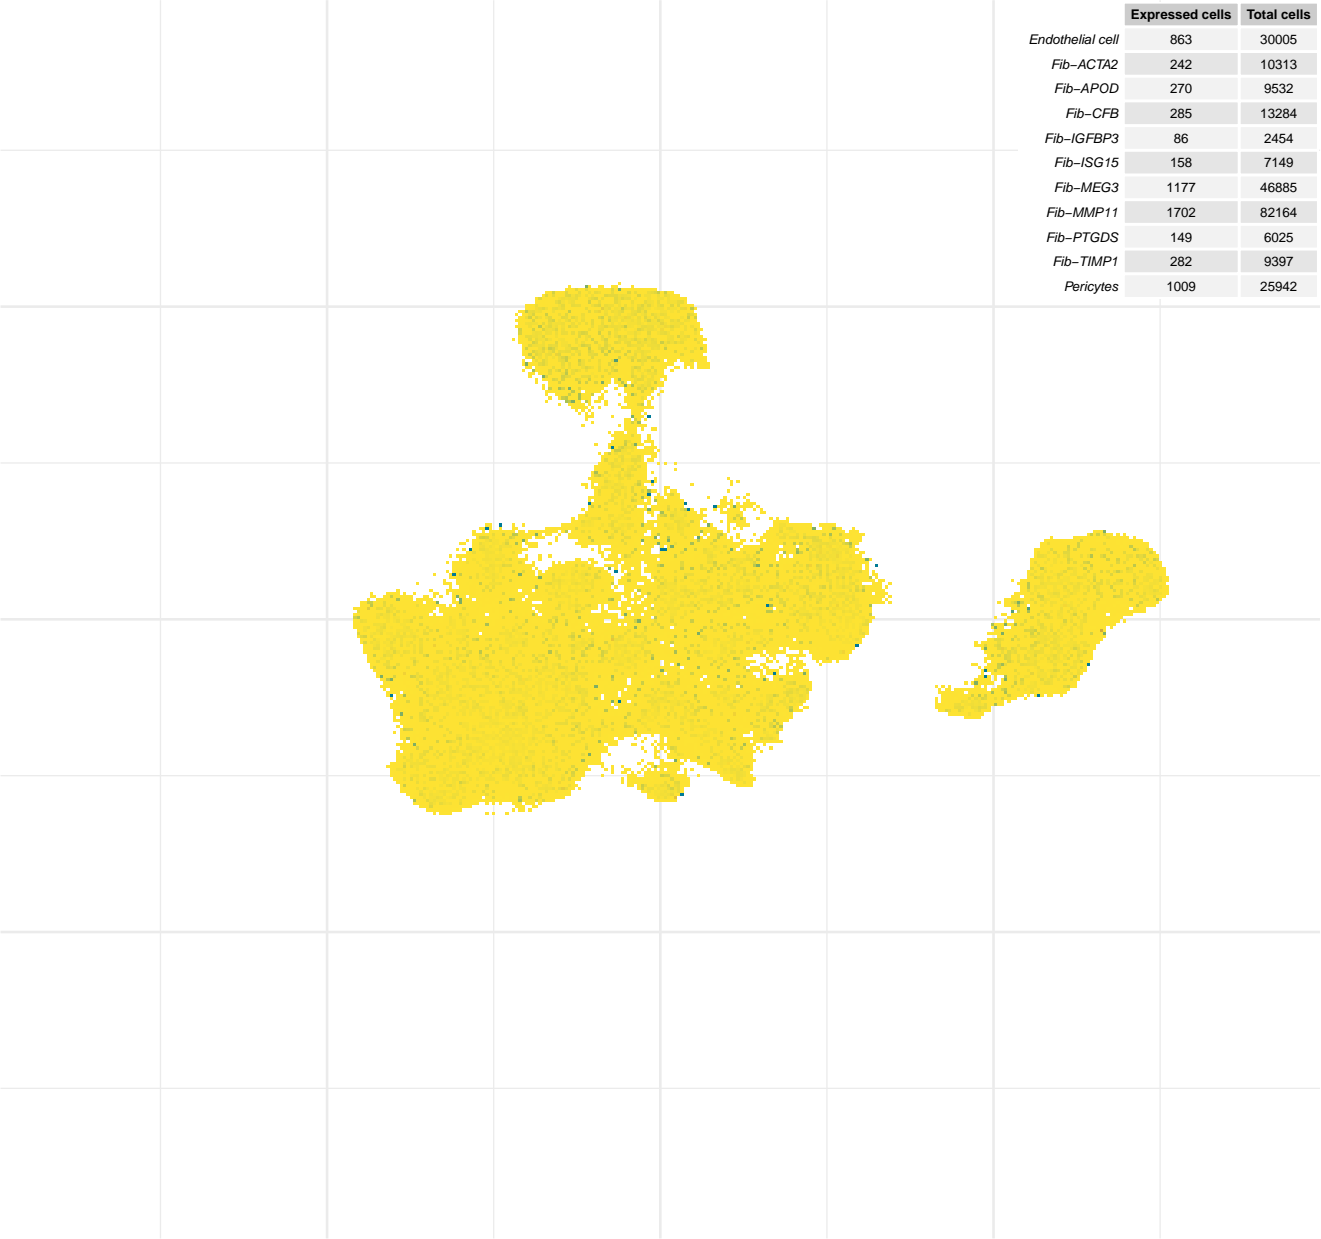 Expressed cells Total cells
Endothelial cell 863 30005
Fib−ACTA2 242 10313
Fib−APOD 270 9532
Fib−CFB 285 13284
Fib−IGFBP3 86 2454
Fib−ISG15 158 7149
Fib−MEG3 1177 46885
Fib−MMP11 1702 82164
Fib−PTGDS 149 6025
Fib−TIMP1 282 9397
Pericytes 1009 25942